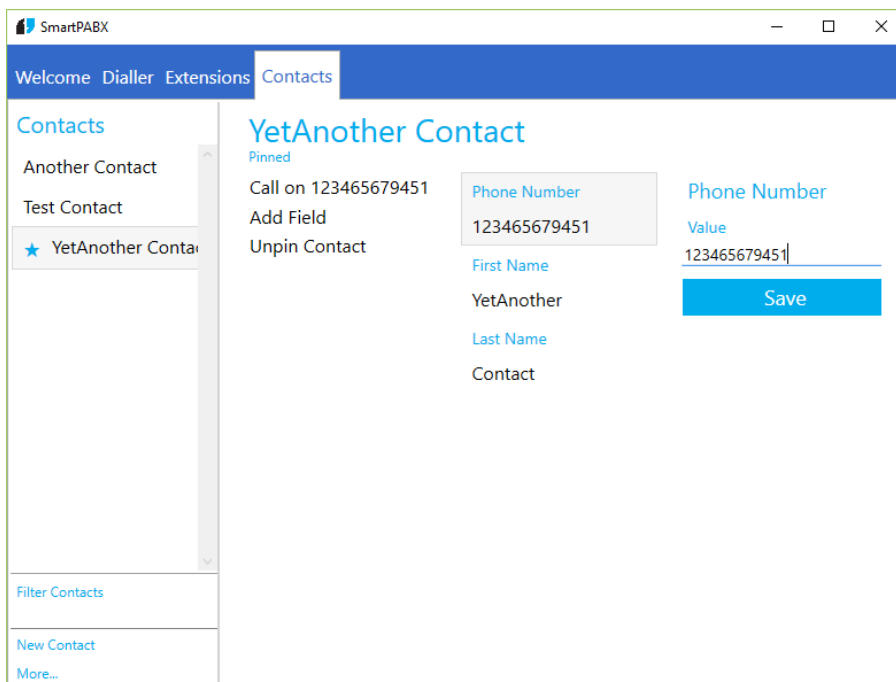 SmartPABX
Welcome Dialler Extensions Contacts
Contacts
Another Contact
Test Contact
YetAnother Conta
Filter Contacts
New Contact
More...
YetAnother Contact
Pinned
Call on 123465679451
Add Field
Unpin Contact
Phone Number
123465679451
First Name
YetAnother
Last Name
Contact
Phone Number
Value
123465679451
Save